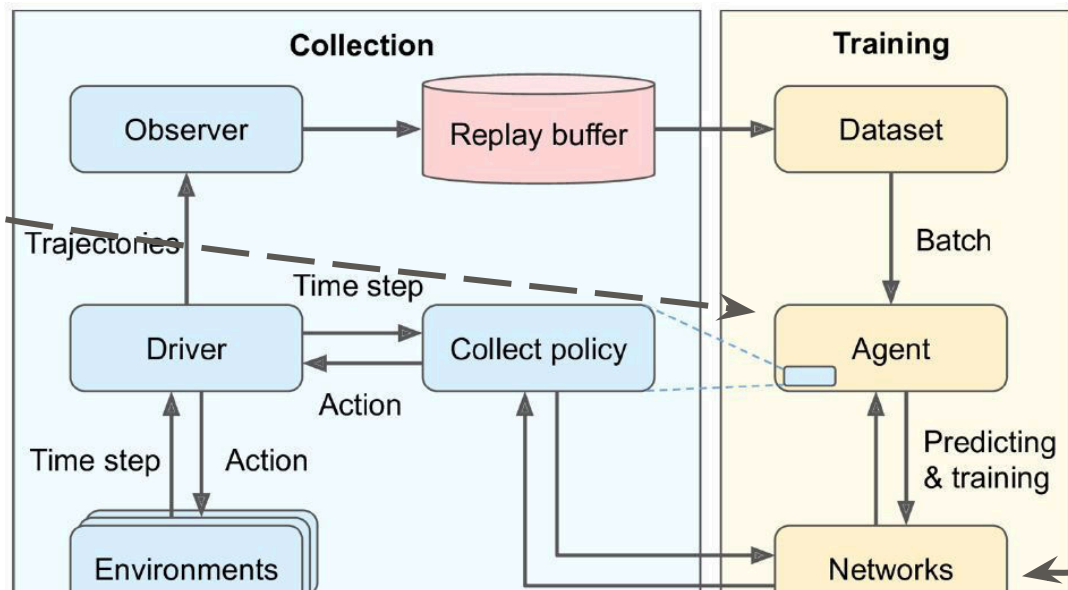 Collection
Training
Observer
Replay buffer
Dataset
Trajectories
Batch
Time step
Driver
Collect policy
Agent
Action
Time step
Action
Predicting
& training
Environments
Networks